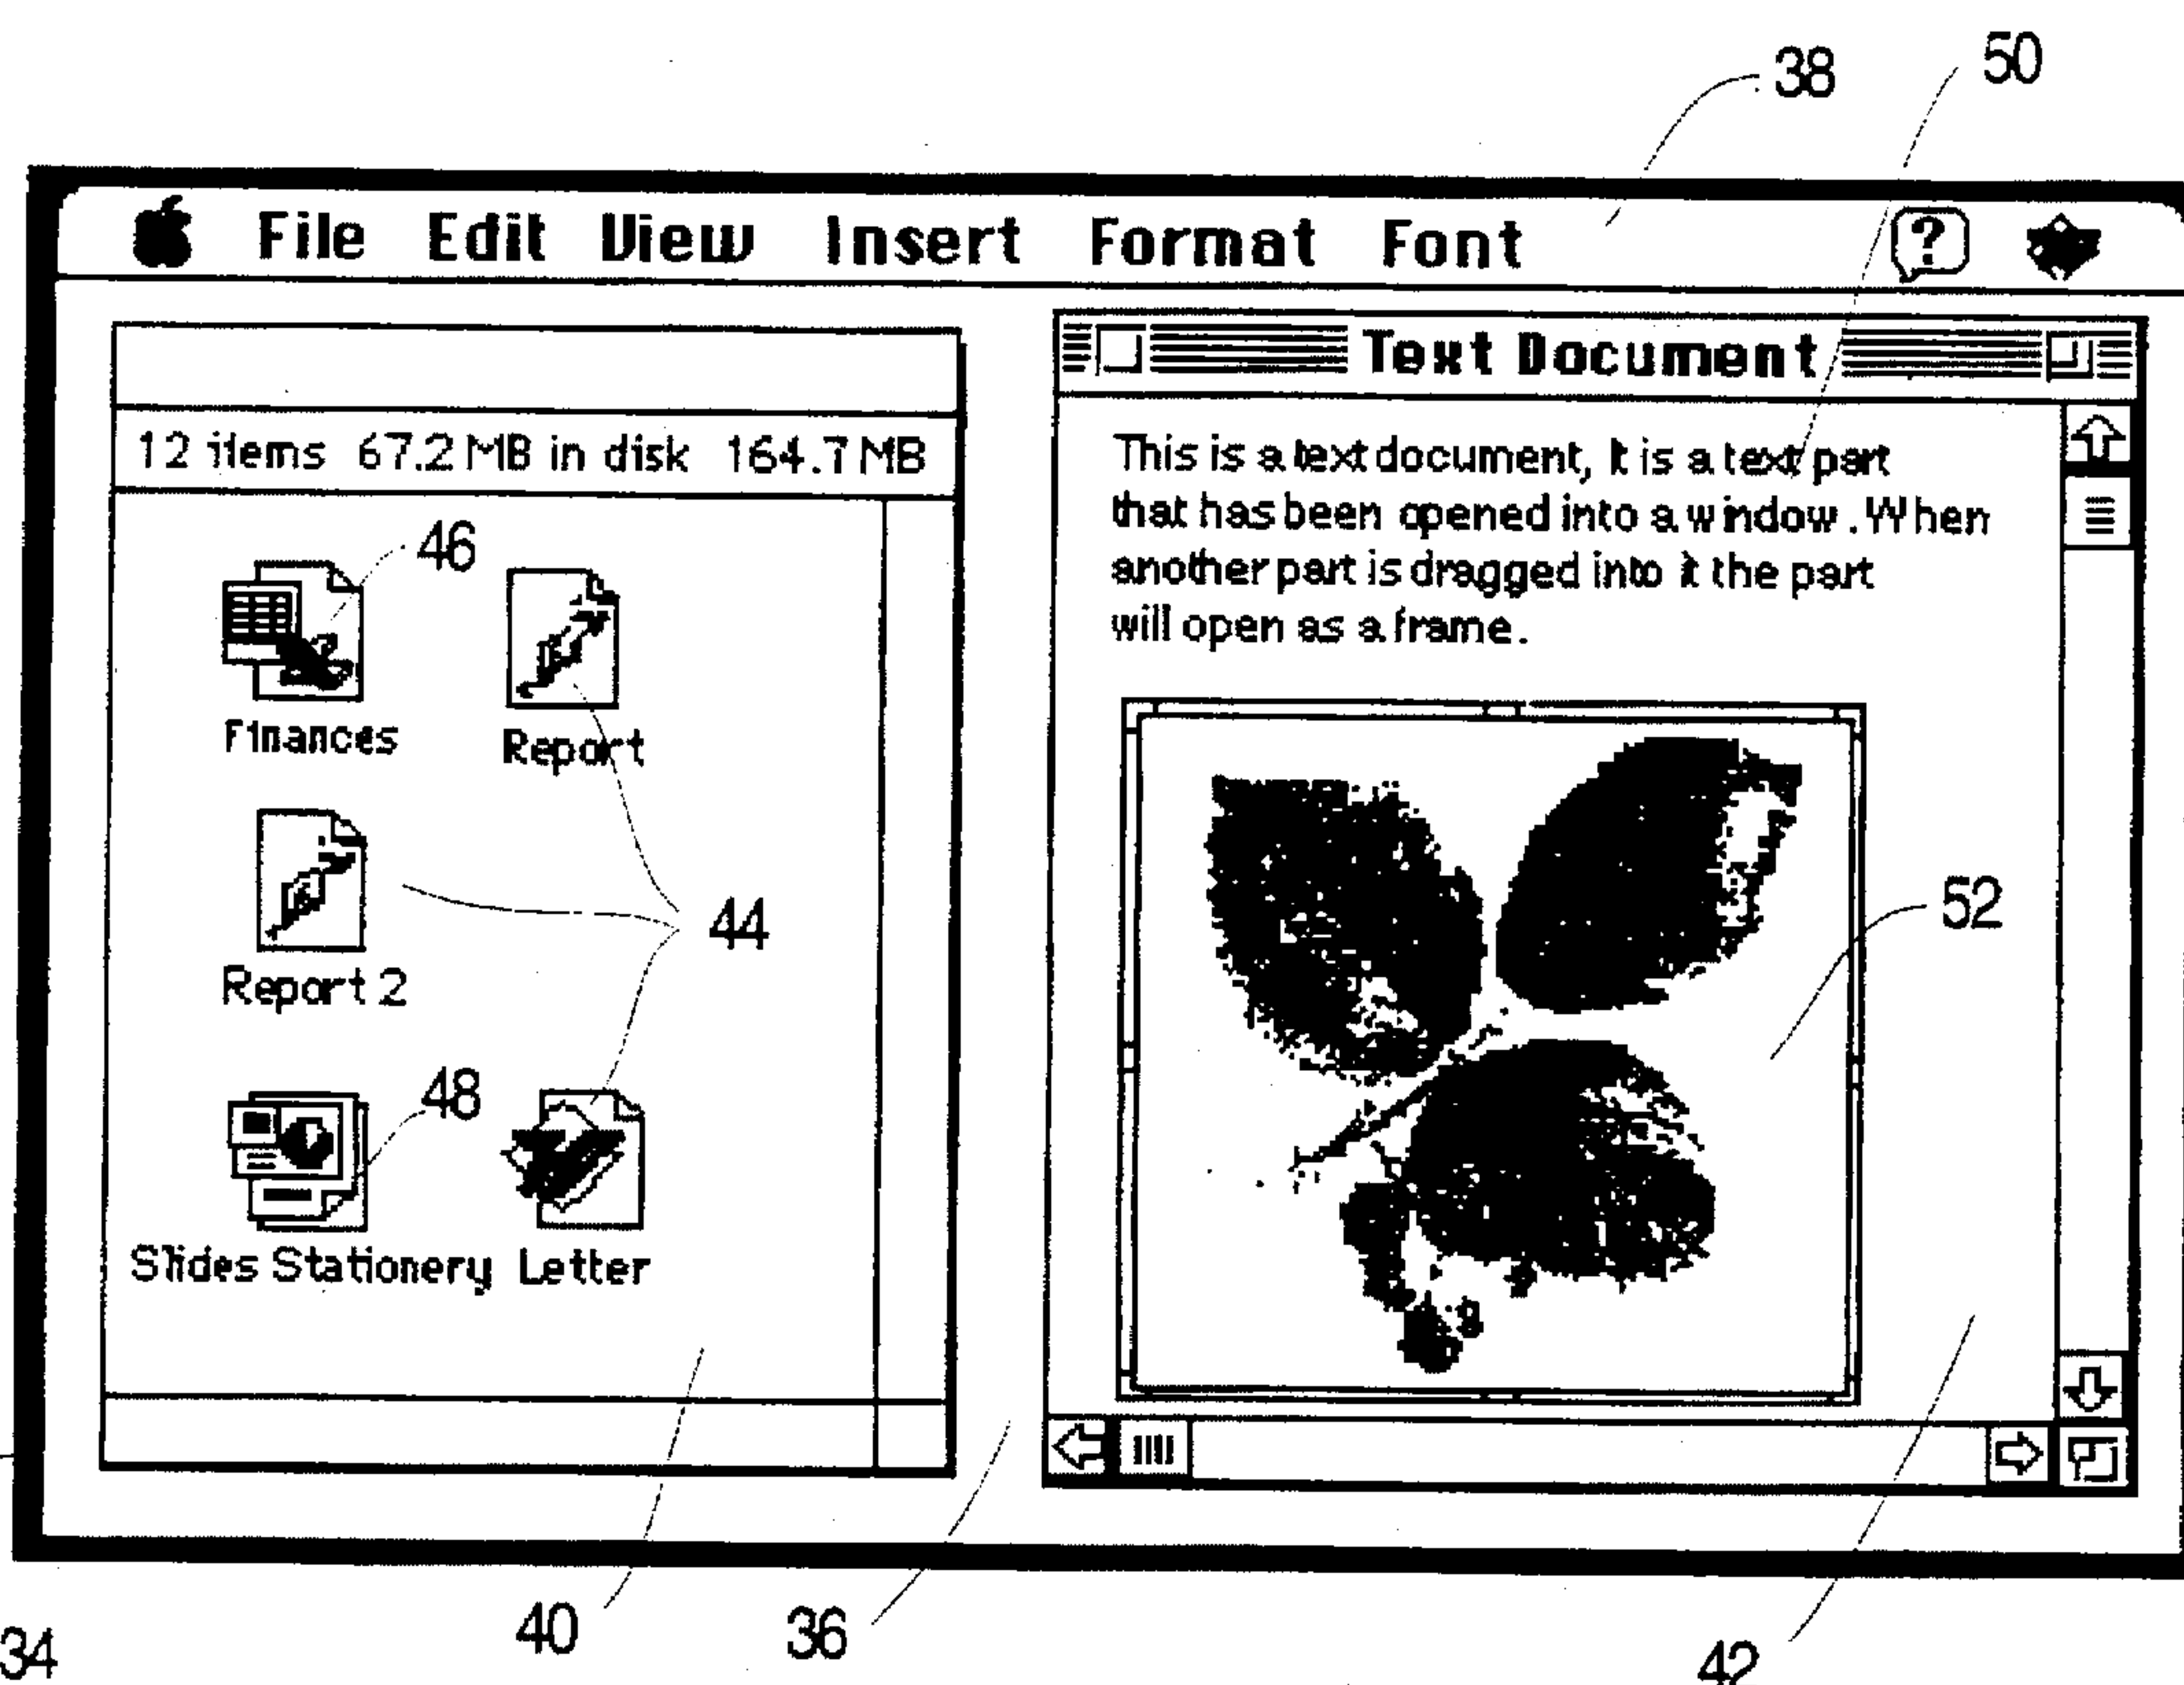 38
50
File Edit View Insert Format Font
?
Text Document
12 items 67.2 MB in disk 164.7 MB
This is a text document, it is a text part
that has been opened into a window. When
another part is dragged into it the part
will open as a frame.
46
Finances
Report
44
52
Report 2
48
Slides Stationery
Letter
40
36
34
42